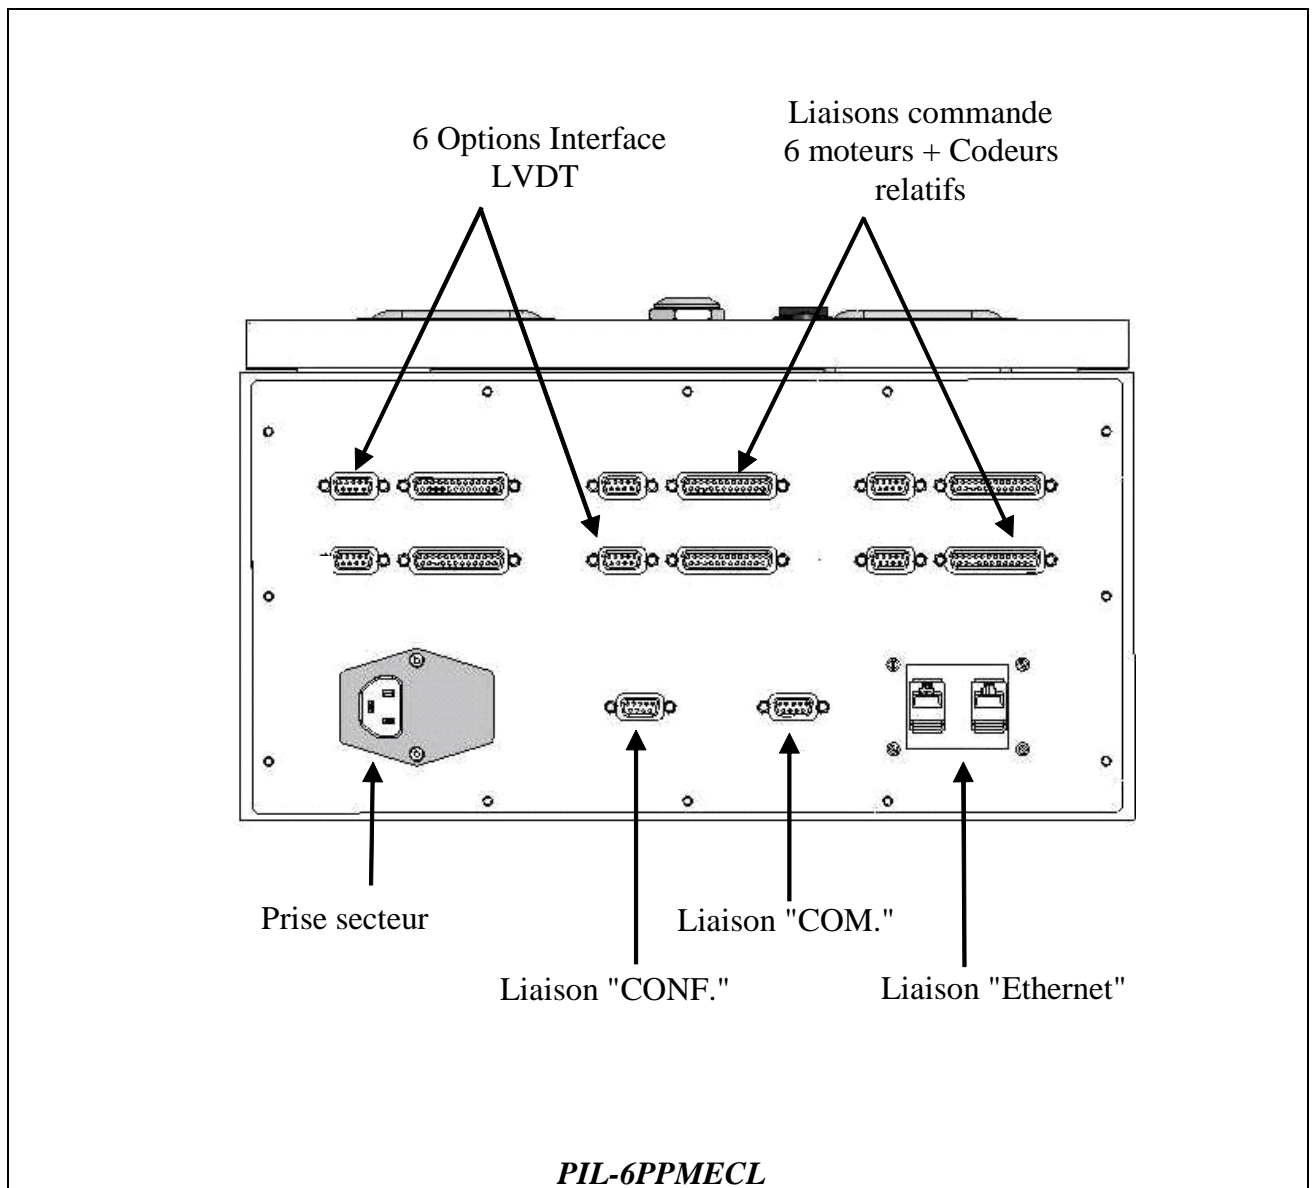 6 Options Interface
LVDT
Liaisons commande
6 moteurs + Codeurs
relatifs
Prise secteur
Liaison "COM."
Liaison "CONF."
Liaison "Ethernet"
PIL-6PPMECL